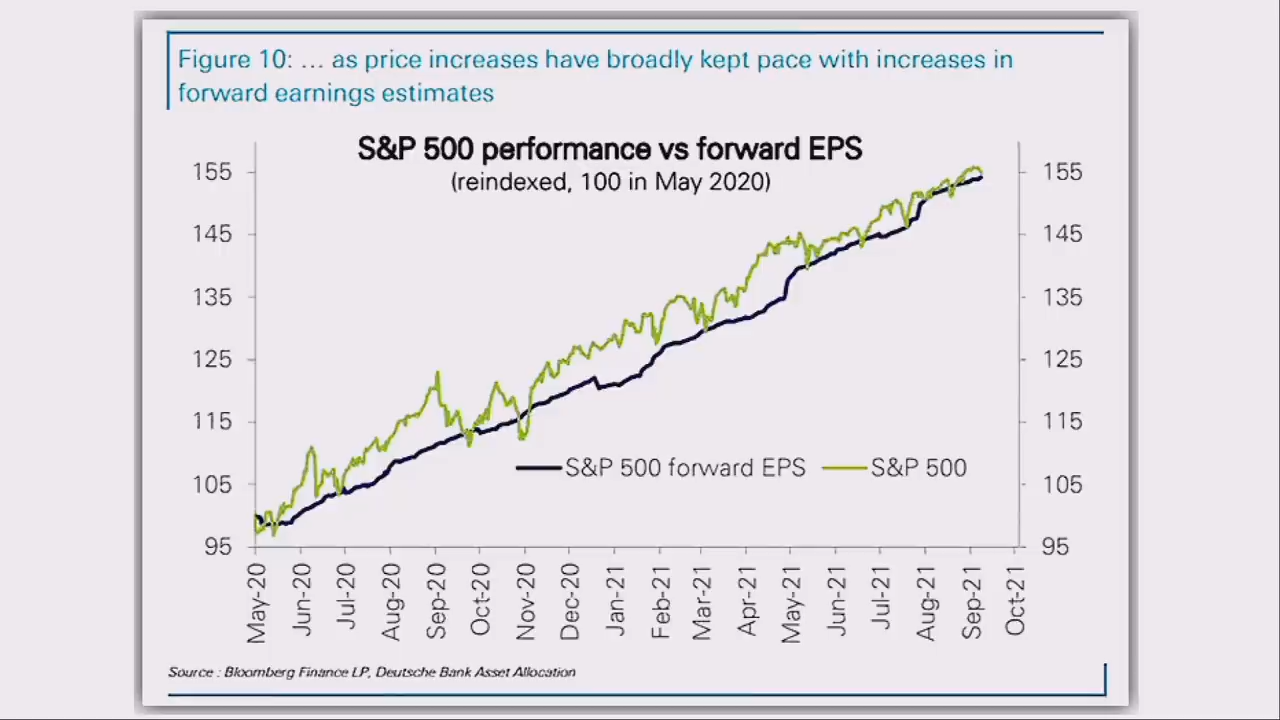 Figure 10: ... as price increases have broadly kept pace with increases in
forward earnings estimates
S&P 500 performance vs forward EPS
(reindexed, 100 in May 2020)
155 155
145 145
135 135
125 125
115 115
S&P 500 forward EPS S&P 500
105 105
95 95
May-20 Jun-20 Jul-20 Aug-20 Sep-20 Oct-20 Nov-20 Dec-20 Jan-21 Feb-21 Mar-21 Apr-21 May-21 Jun-21 Jul-21 Aug-21 Sep-21 Oct-21
Source : Bloomberg Finance LP, Deutsche Bank Asset Allocation